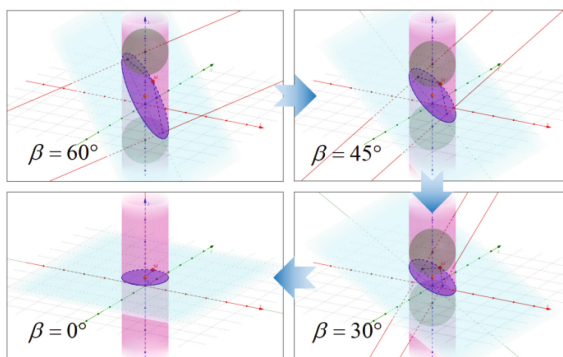 β = 60°
β = 45°
β = 0°
β = 30°